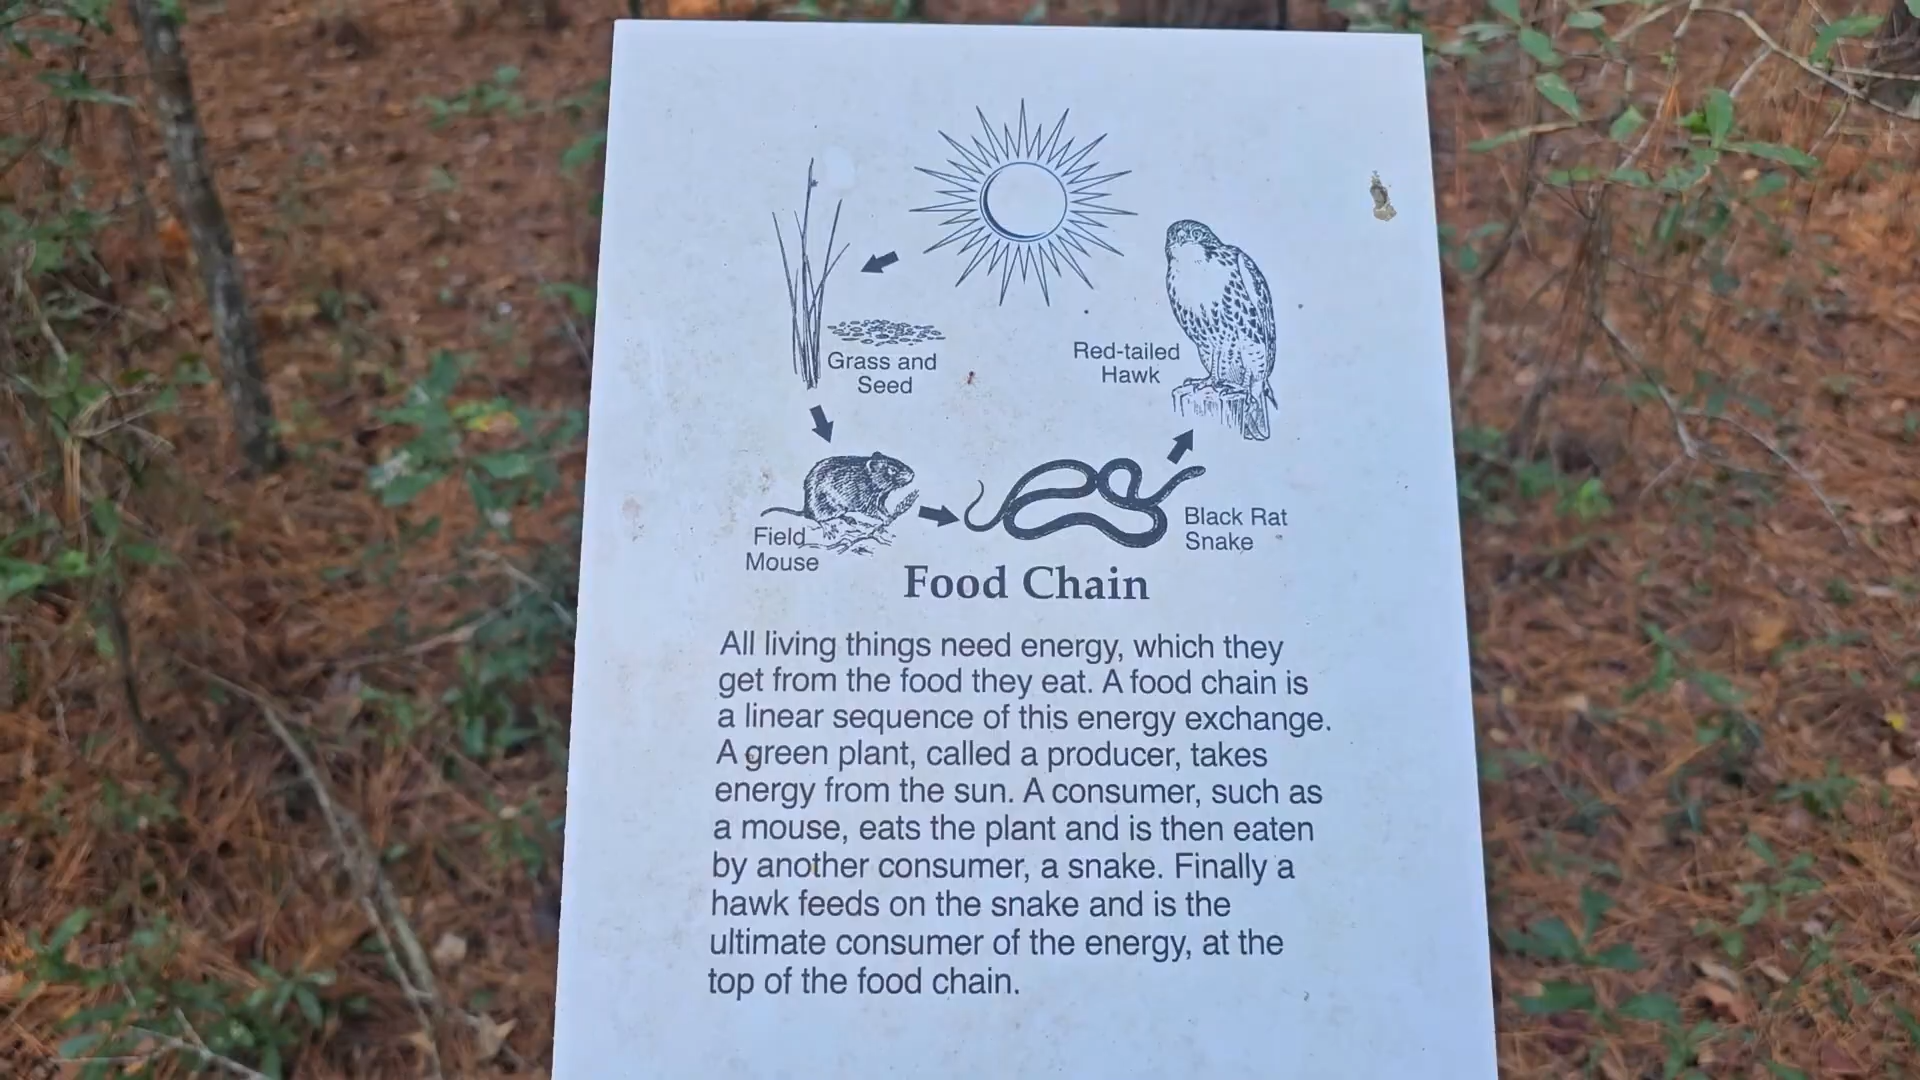 Grass and
Seed
Red-tailed
Hawk
Field
Mouse
Black Rat
Snake
Food Chain
All living things need energy, which they
get from the food they eat. A food chain is
a linear sequence of this energy exchange.
A green plant, called a producer, takes
energy from the sun. A consumer, such as
a mouse, eats the plant and is then eaten
by another consumer, a snake. Finally a
hawk feeds on the snake and is the
ultimate consumer of the energy, at the
top of the food chain.